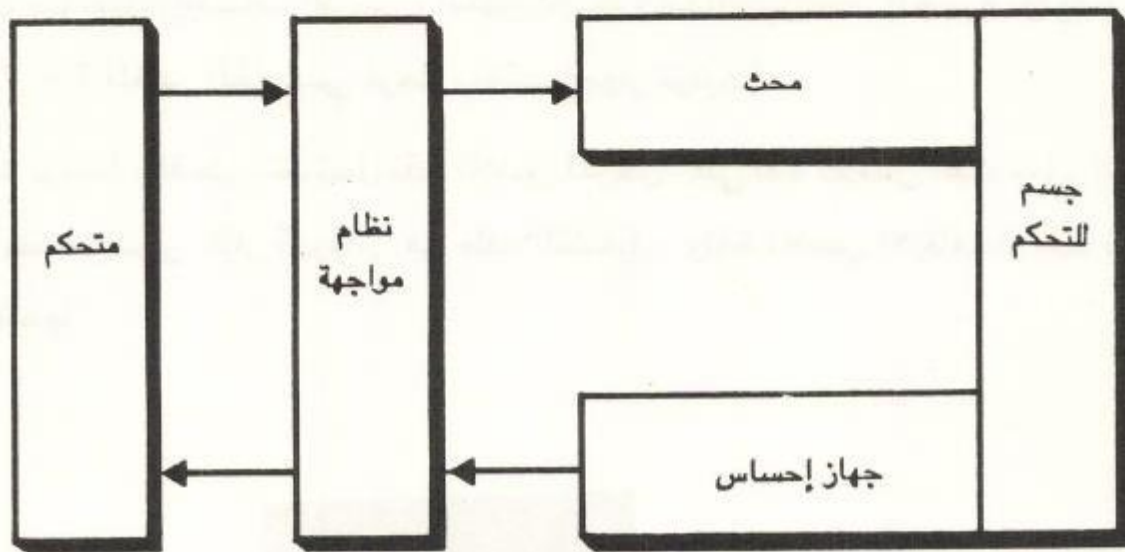 محث
جسم
للتحكم
نظام
مواجهة
متحكم
جهاز إحساس